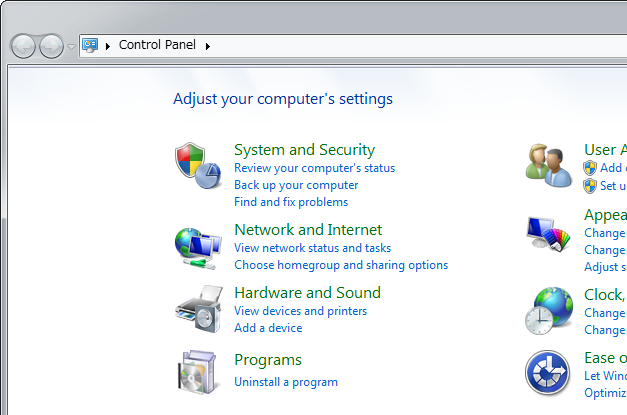 Control Panel
Adjust your computer's settings
System and Security
Review your computer's status
Back up your computer
Find and fix problems
Network and Internet
View network status and tasks
Choose homegroup and sharing options
Hardware and Sound
View devices and printers
Add a device
Programs
Uninstall a program
User A
Add
Set u
Appea
Change
Change
Adjust s
Clock,
Change
Change
Ease o
Let Wind
Optimiz